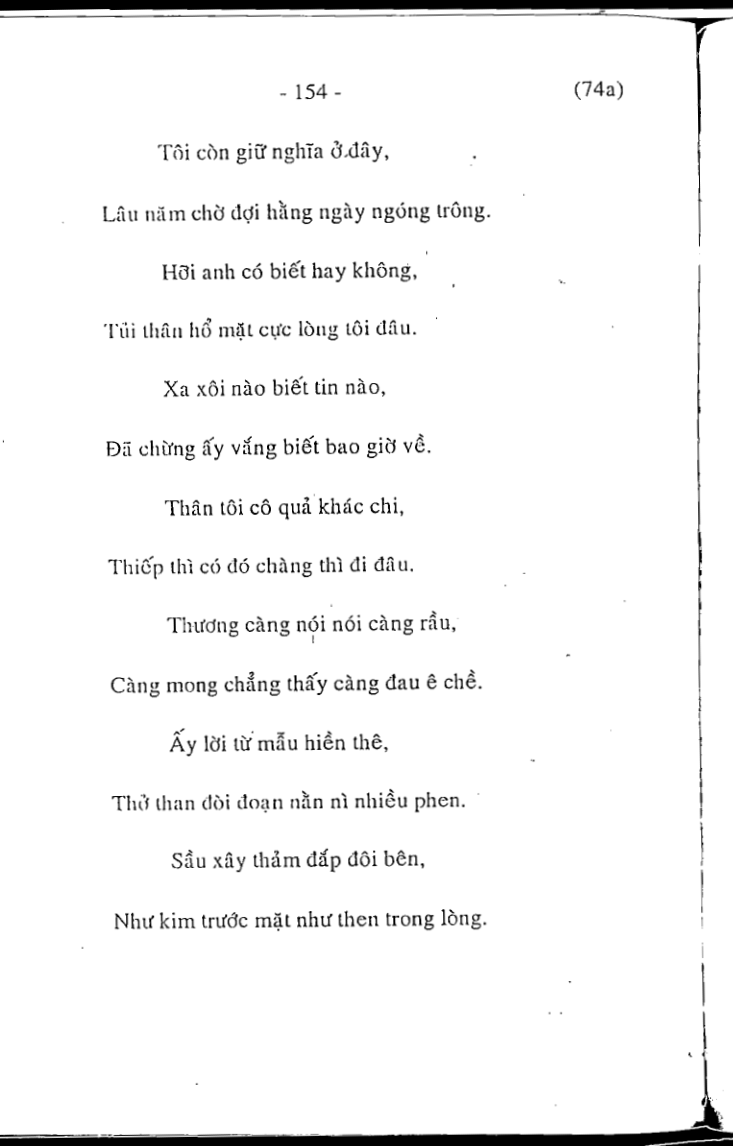 - 154 - (74a)
Tôi còn giữ nghĩa ở đây,
Lâu năm chờ đợi hằng ngày ngóng trông.
Hỡi anh có biết hay không,
Tủi thân hổ mặt cực lòng tôi đâu.
Xa xôi nào biết tin nào,
Đã chừng ấy vắng biết bao giờ về.
Thân tôi cô quả khác chi,
Thiếp thì có đó chàng thì đi đâu.
Thương càng nói nói càng rầu,
Càng mong chẳng thấy càng đau ê chề.
Ấy lời từ mẫu hiền thê,
Thở than đòi đoạn nằn nì nhiều phen.
Sầu xây thảm đắp đôi bên,
Như kim trước mặt như then trong lòng.